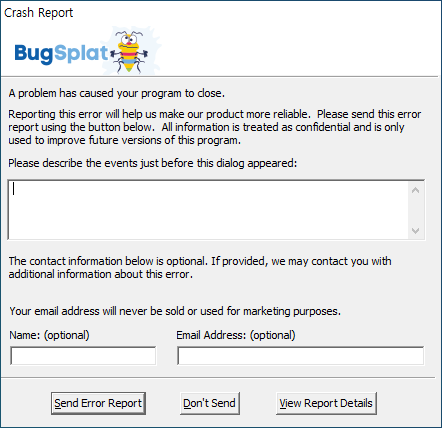 Crash Report
BugSplat
A problem has caused your program to close.
Reporting this error will help us make our product more reliable.  Please send this error
report using the button below.  All information is treated as confidential and is only
used to improve future versions of this program.
Please describe the events just before this dialog appeared:
The contact information below is optional. If provided, we may contact you with
additional information about this error.
Your email address will never be sold or used for marketing purposes.
Name: (optional) Email Address: (optional)
Send Error Report Don't Send View Report Details